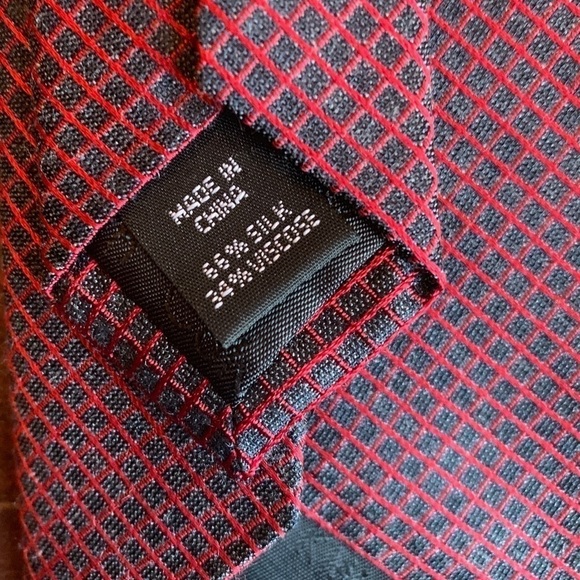 MADE IN
CHINA
66% SILK
34% VISCOSE